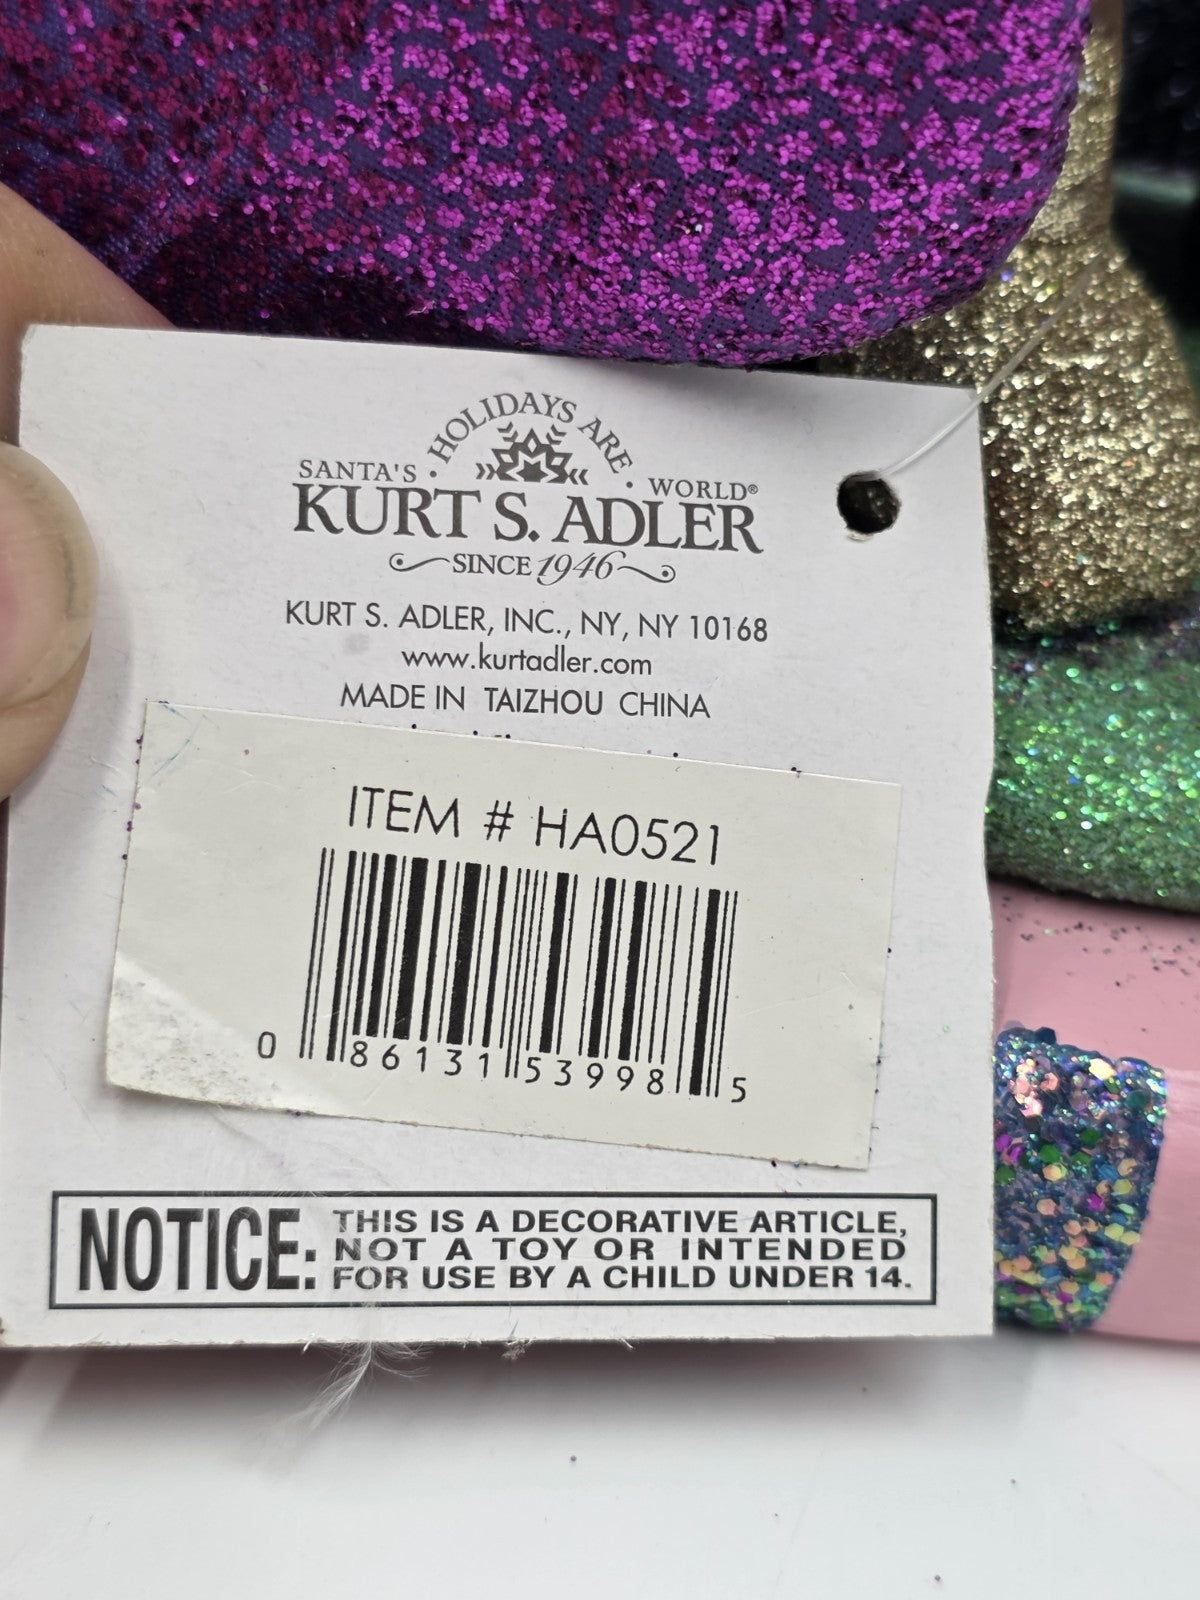 HOLIDAYS ARE
SANTA'S · · WORLD®
KURT S. ADLER
SINCE 1946
KURT S. ADLER, INC., NY, NY 10168
www.kurtadler.com
MADE IN TAIZHOU CHINA
ITEM # HA0521
0 86131 53998 5
NOTICE: THIS IS A DECORATIVE ARTICLE,
NOT A TOY OR INTENDED
FOR USE BY A CHILD UNDER 14.